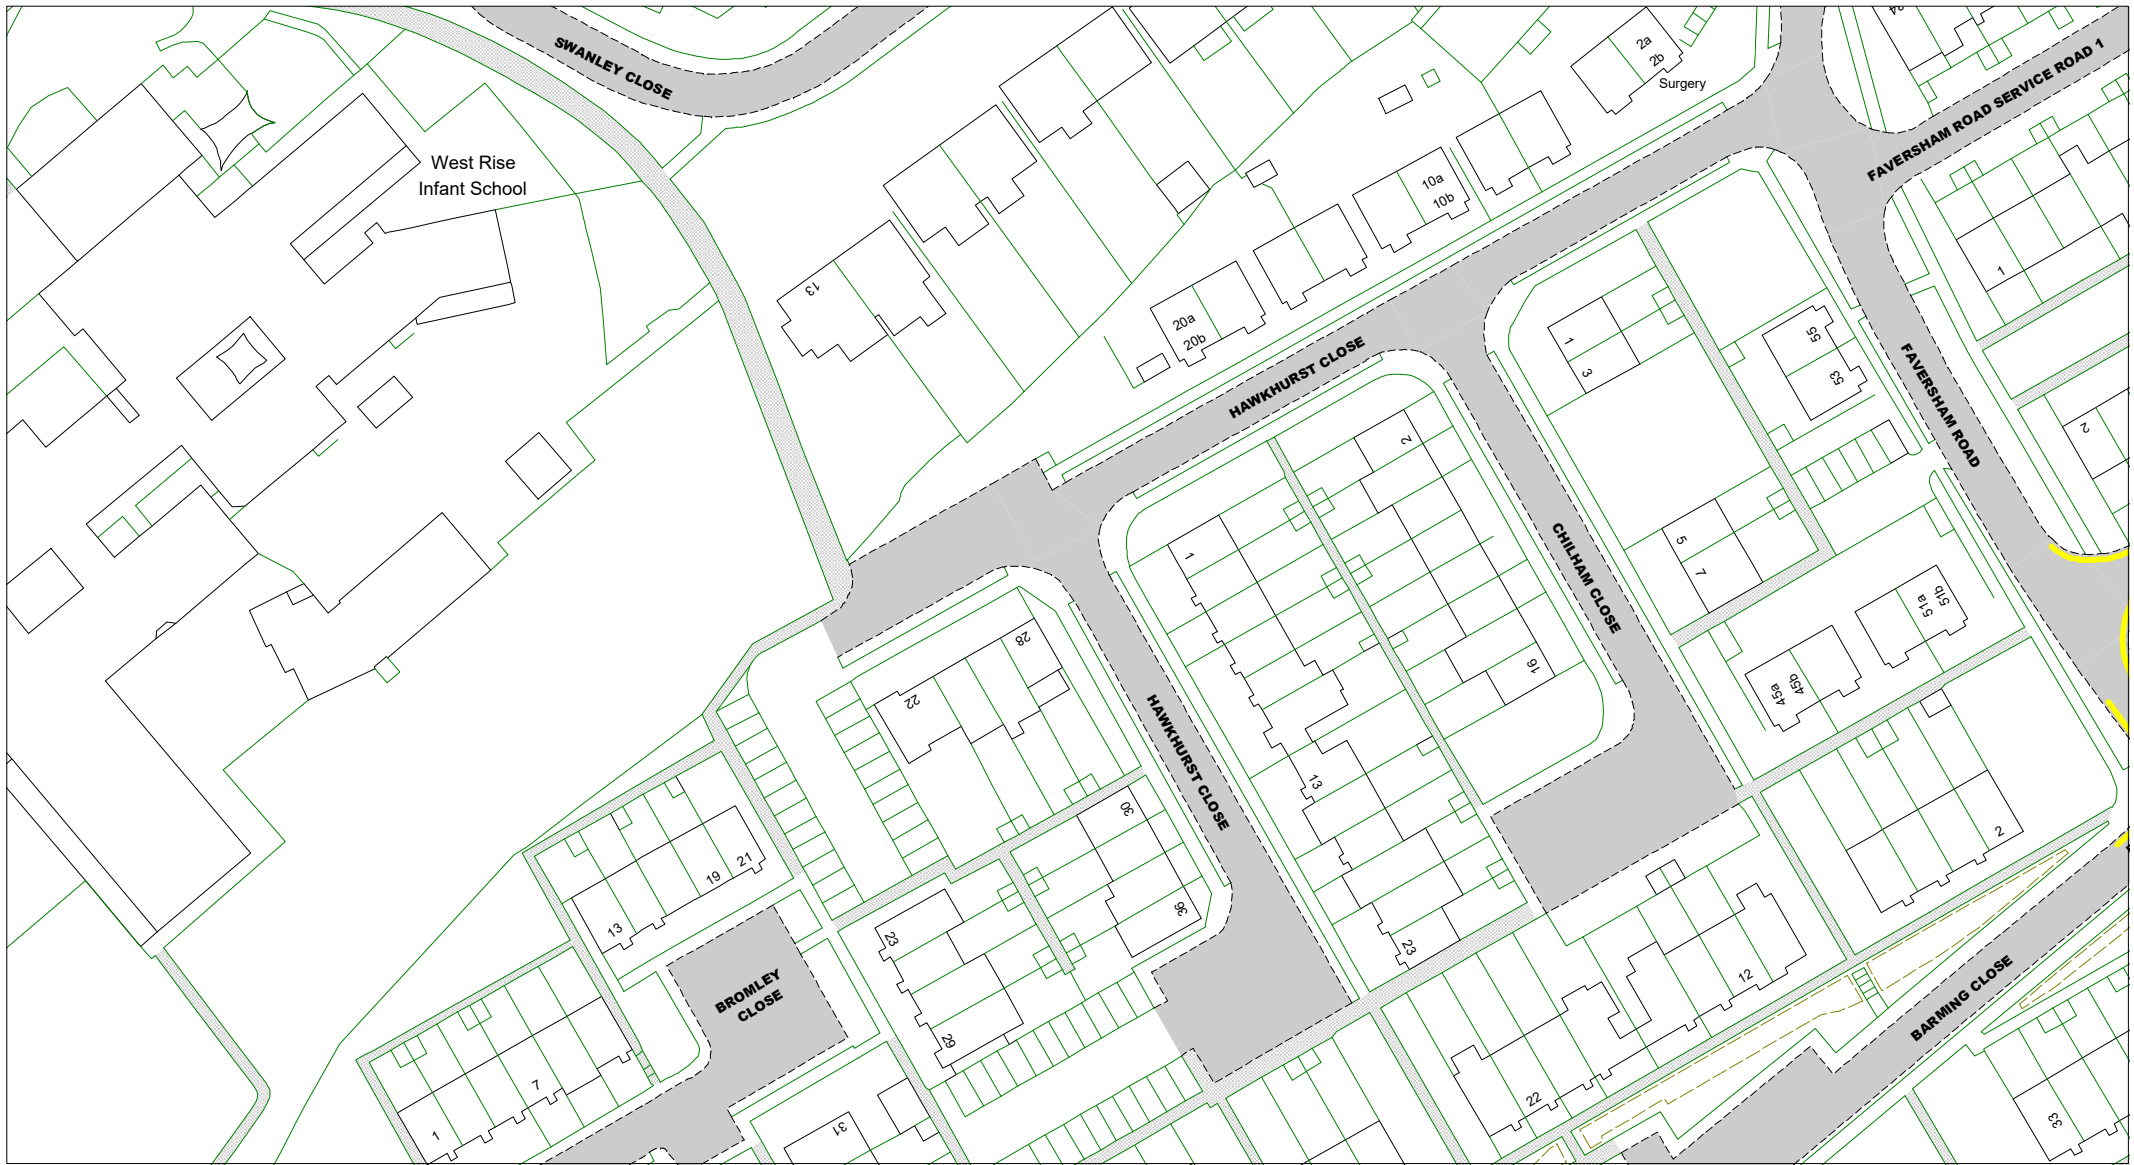 SWANLEY CLOSE
West Rise
Infant School
2a
2b
Surgery
FAVERSHAM ROAD SERVICE ROAD 1
10a
10b
13
20a
20b
1
HAWKHURST CLOSE
1
3
55
53
FAVERSHAM ROAD
2
2
1
5
7
CHILHAM CLOSE
51b
51a
45b
45a
16
28
22
HAWKHURST CLOSE
13
30
36
23
2
21
19
13
23
29
BROMLEY
CLOSE
12
22
BARMING CLOSE
7
1
31
33